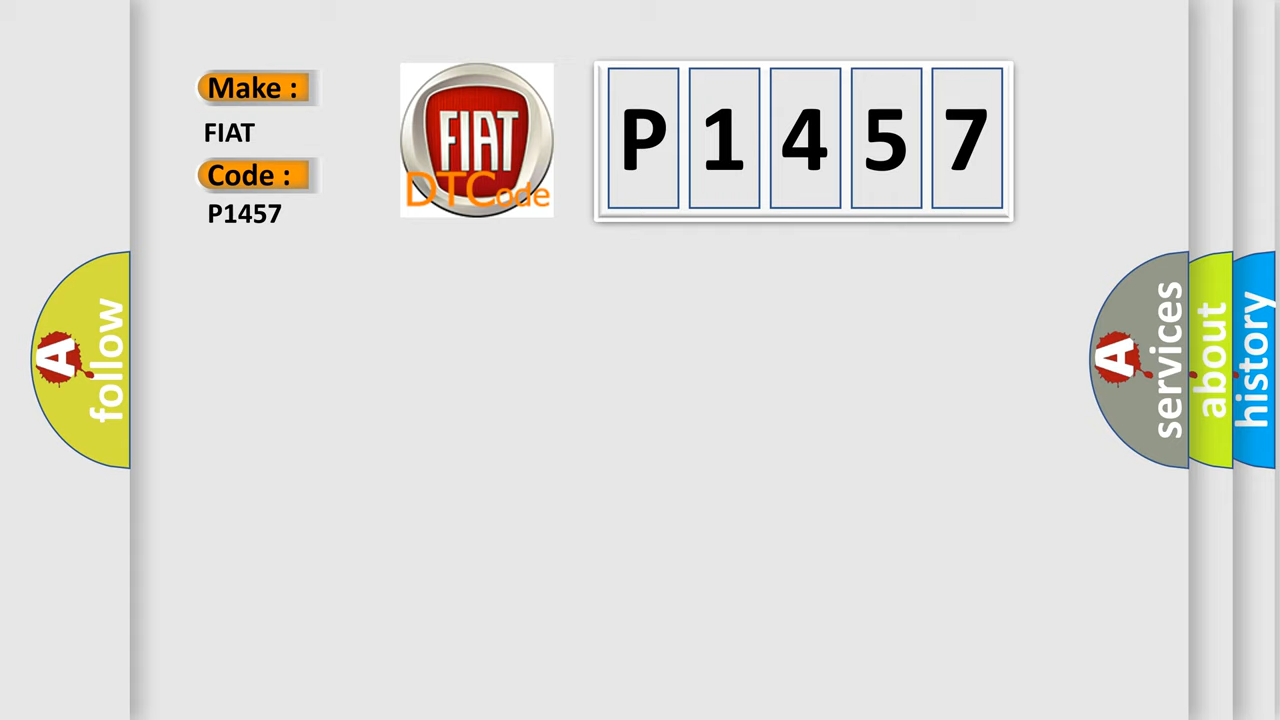 Make :
FIAT
Code :
P1457
FIAT
DTCode
P 1 4 5 7
A follow
A services
about
history